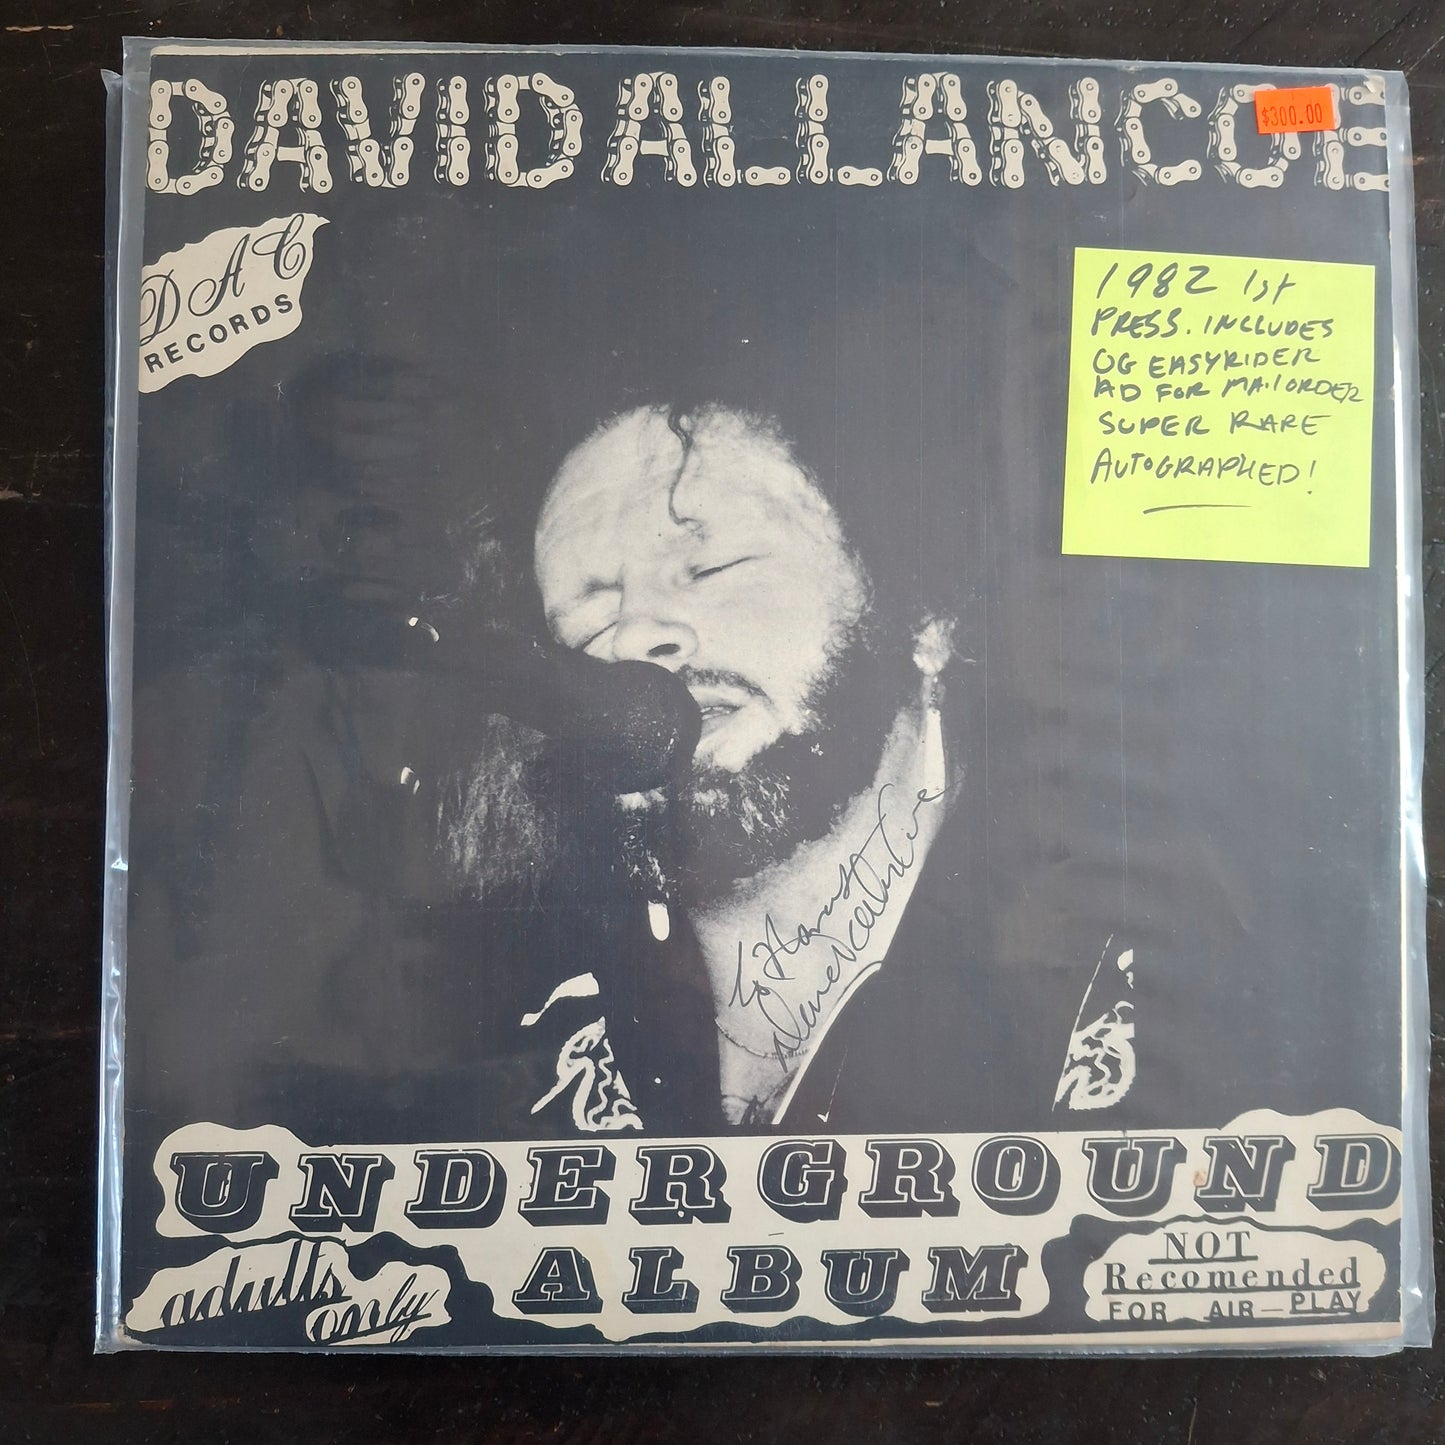 DAVID ALLAN COE
$300.00
DAC
RECORDS
1982 1st
PRESS. INCLUDES
OG EASYRIDER
AD FOR MAILORDER
SUPER RARE
AUTOGRAPHED!
To
UNDERGROUND
ALBUM
adults
only
NOT
Recomended
FOR AIR-PLAY